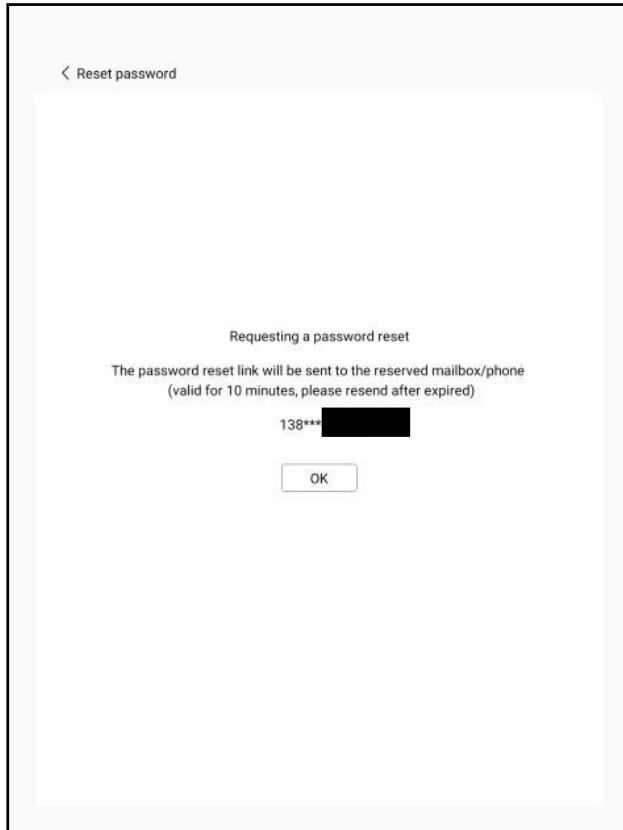 Reset password
Requesting a password reset
The password reset link will be sent to the reserved mailbox/phone
(valid for 10 minutes, please resend after expired)
138***
OK